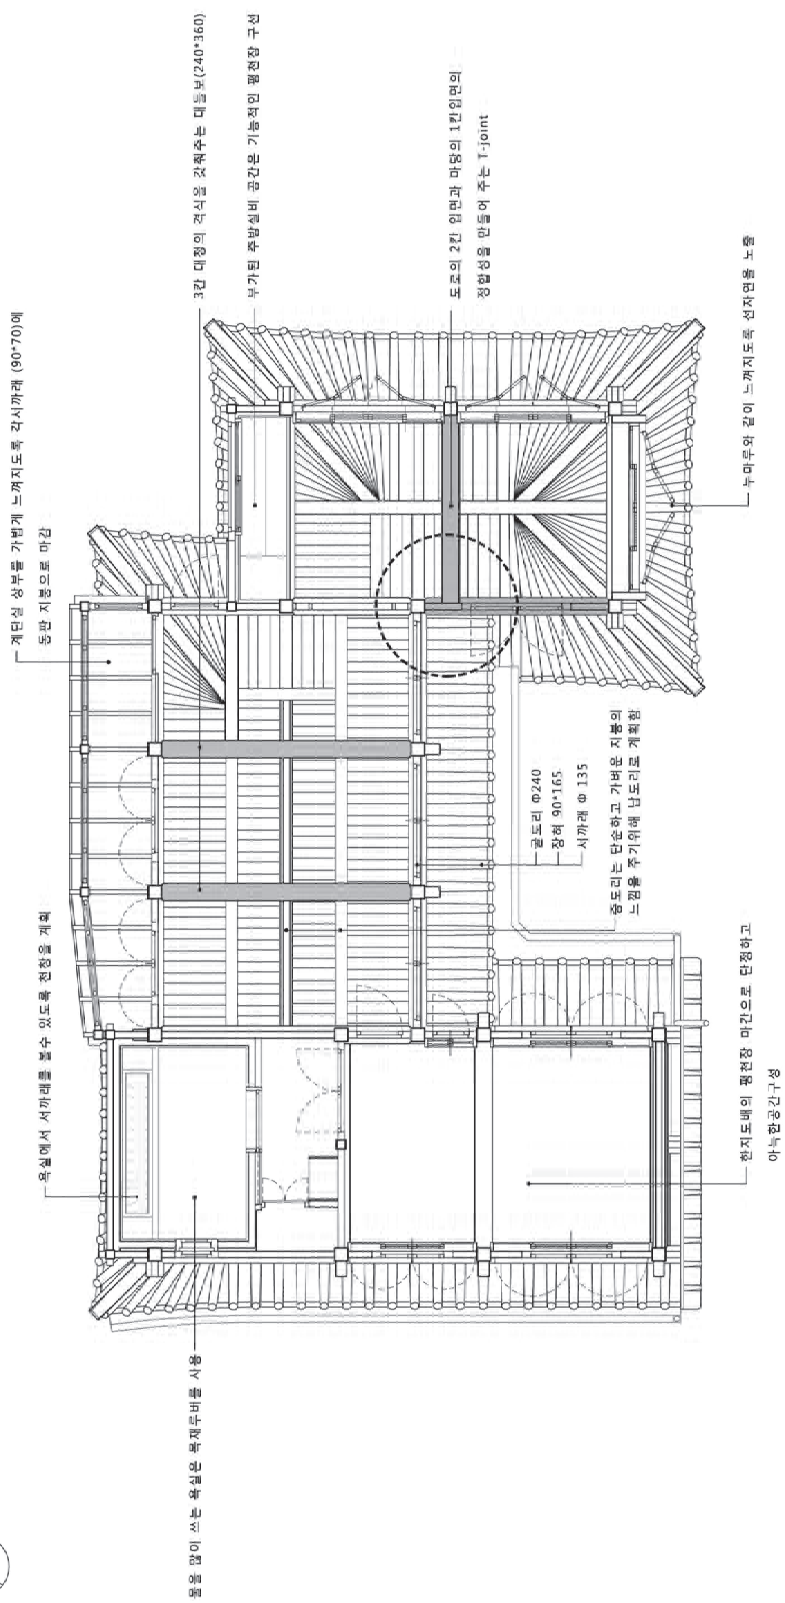 계단실 상부를 가볍게 느껴지도록 각서까래 (90*70)에
동판 지붕으로 마감
3칸 대청의 격식을 갖춰주는 대들보(240*360)
부가된 주방설비 공간은 기능적인 평천장 구성
도로의 2칸 입면과 마당의 1칸입면의
정합성을 만들어 주는 T-joint
누마루와 같이 느껴지도록 선자연을 노출
욕실에서 서까래를 볼수 있도록 천창을 계획
물을 많이 쓰는 욕실은 목재루버를 사용
굴도리 Φ240
장혀 90*165
서까래 Φ 135
중도리는 단순하고 가벼운 지붕의
느낌을 주기위해 납도리로 계획함
한지도배의 평천장 마감으로 단정하고
아늑한공간구성